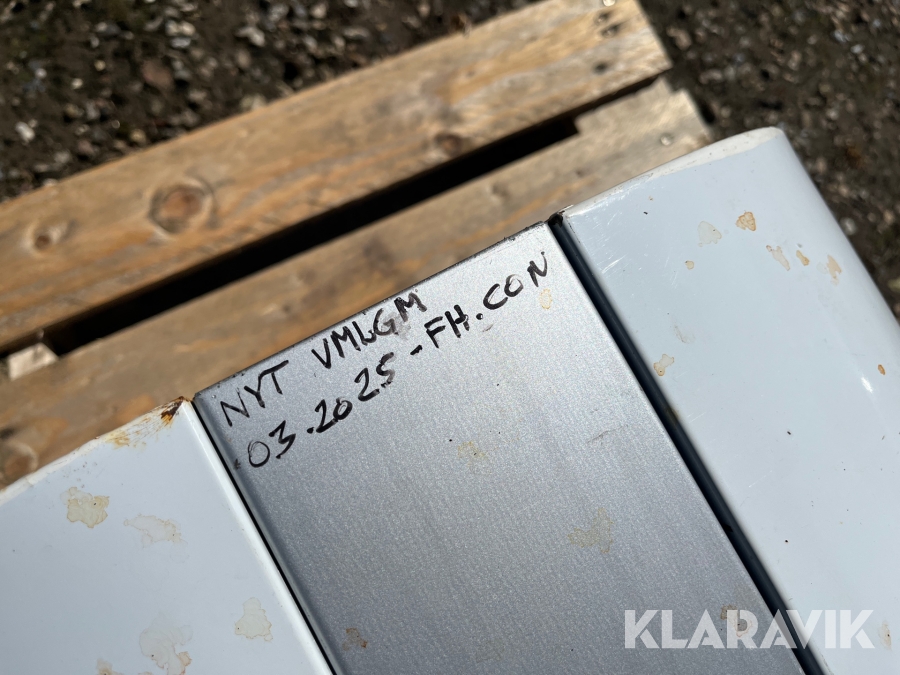 NYT VMLGM
.03.2025-FH.CON
KLARAVIK